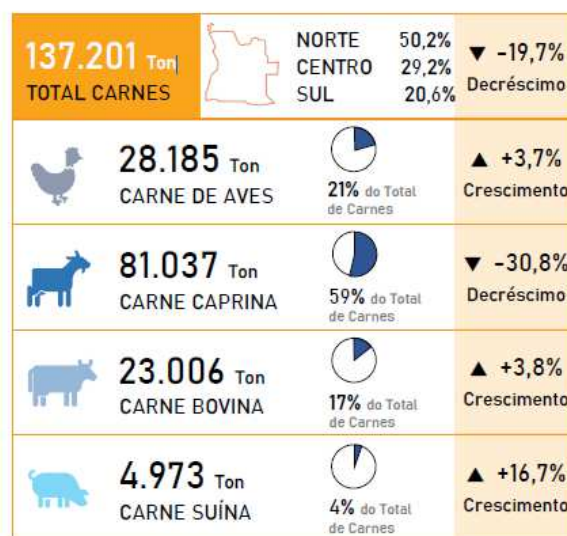 137.201 Ton
TOTAL CARNES
NORTE 50,2%
CENTRO 29,2%
SUL 20,6%
▼ -19,7%
Decréscimo
28.185 Ton
CARNE DE AVES
21% do Total
de Carnes
▲ +3,7%
Crescimento
81.037 Ton
CARNE CAPRINA
59% do Total
de Carnes
▼ -30,8%
Decréscimo
23.006 Ton
CARNE BOVINA
17% do Total
de Carnes
▲ +3,8%
Crescimento
4.973 Ton
CARNE SUÍNA
4% do Total
de Carnes
▲ +16,7%
Crescimento